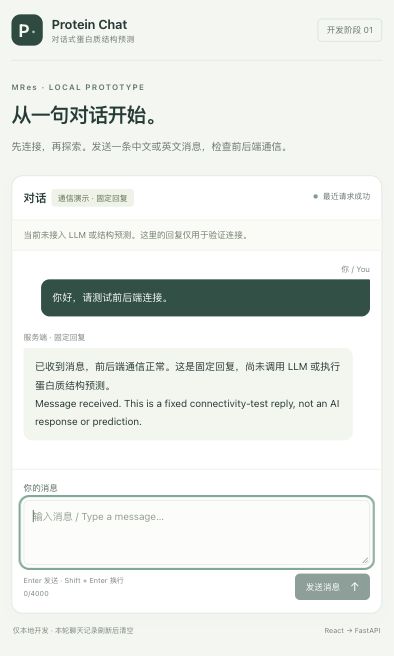 P·
Protein Chat
对话式蛋白质结构预测
开发阶段 01
MRes · LOCAL PROTOTYPE
从一句对话开始。
先连接，再探索。发送一条中文或英文消息，检查前后端通信。
对话
通信演示 · 固定回复
最近请求成功
当前未接入 LLM 或结构预测。这里的回复仅用于验证连接。
你 / You
你好，请测试前后端连接。
服务端 · 固定回复
已收到消息，前后端通信正常。这是固定回复，尚未调用 LLM 或执行
蛋白质结构预测。
Message received. This is a fixed connectivity-test reply, not an AI
response or prediction.
你的消息
输入消息 / Type a message...
Enter 发送 · Shift + Enter 换行
0/4000
发送消息 ↑
仅本地开发 · 本轮聊天记录刷新后清空
React → FastAPI